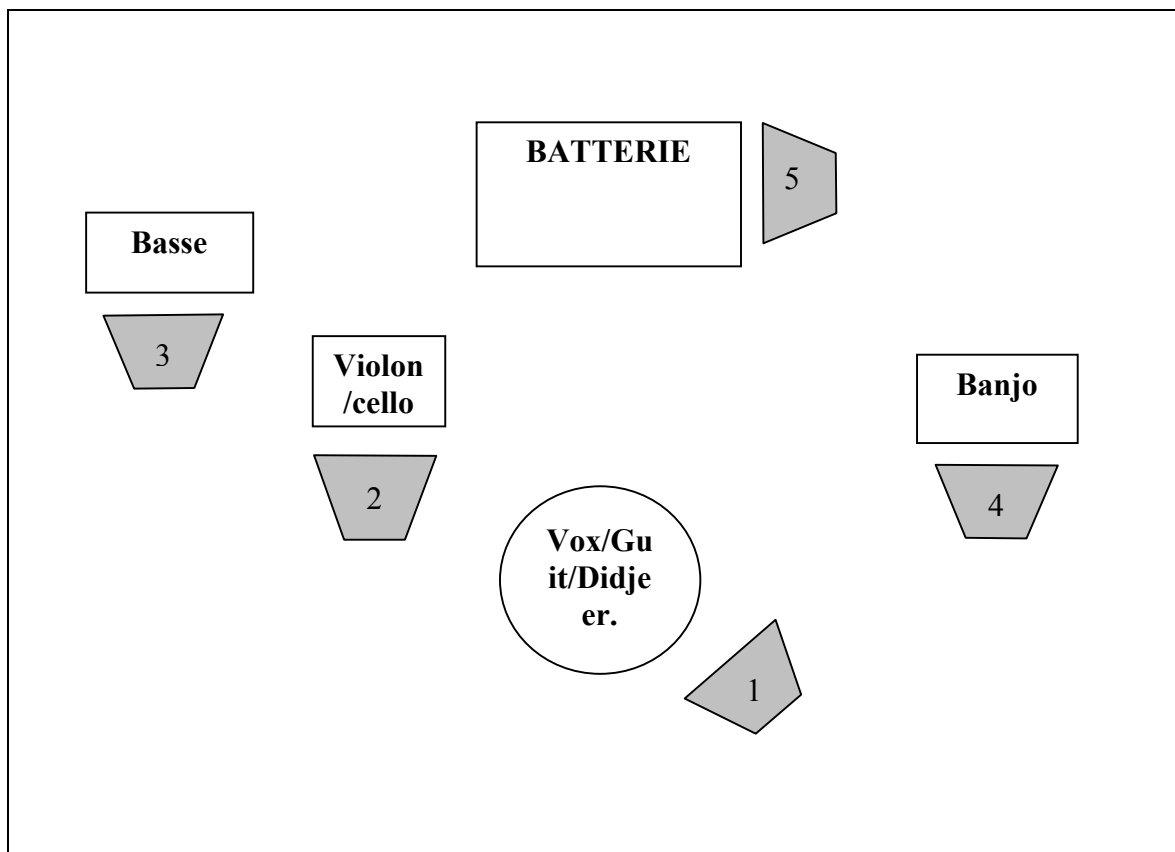 BATTERIE
5
Basse
3
Violon
/cello
2
Banjo
4
Vox/Gu
it/Didje
er.
1